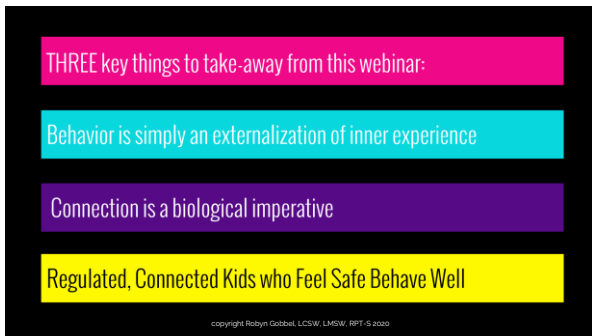 THREE key things to take-away from this webinar:
Behavior is simply an externalization of inner experience
Connection is a biological imperative
Regulated, Connected Kids who Feel Safe Behave Well
copyright Robyn Gobbel, LCSW, LMSW, RPT-S 2020